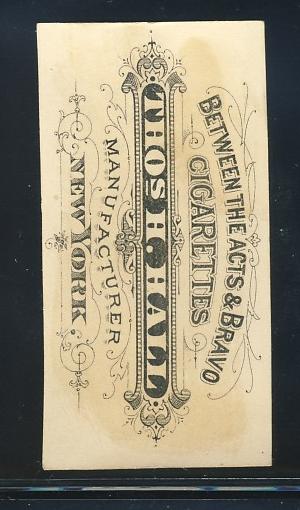 BETWEEN THE ACTS & BRAVO
CIGARETTES
THOS H HALL
MANUFACTURER
NEW YORK